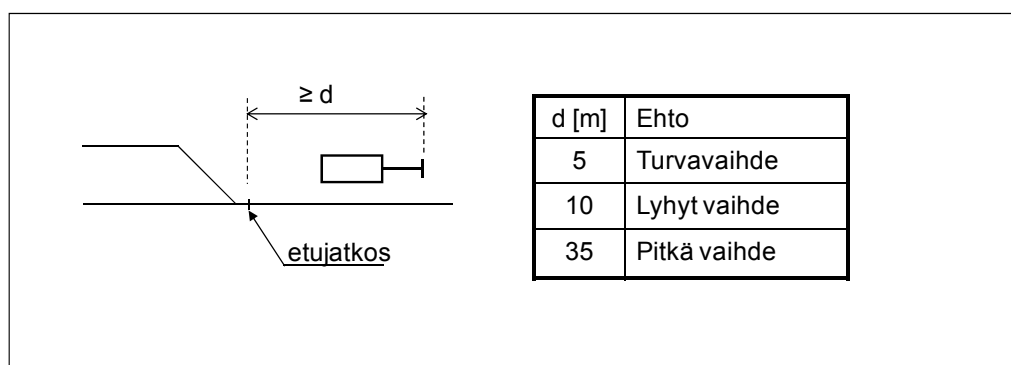 ≥ d
etujatkos
d [m] Ehto
5 Turvavaihde
10 Lyhyt vaihde
35 Pitkä vaihde